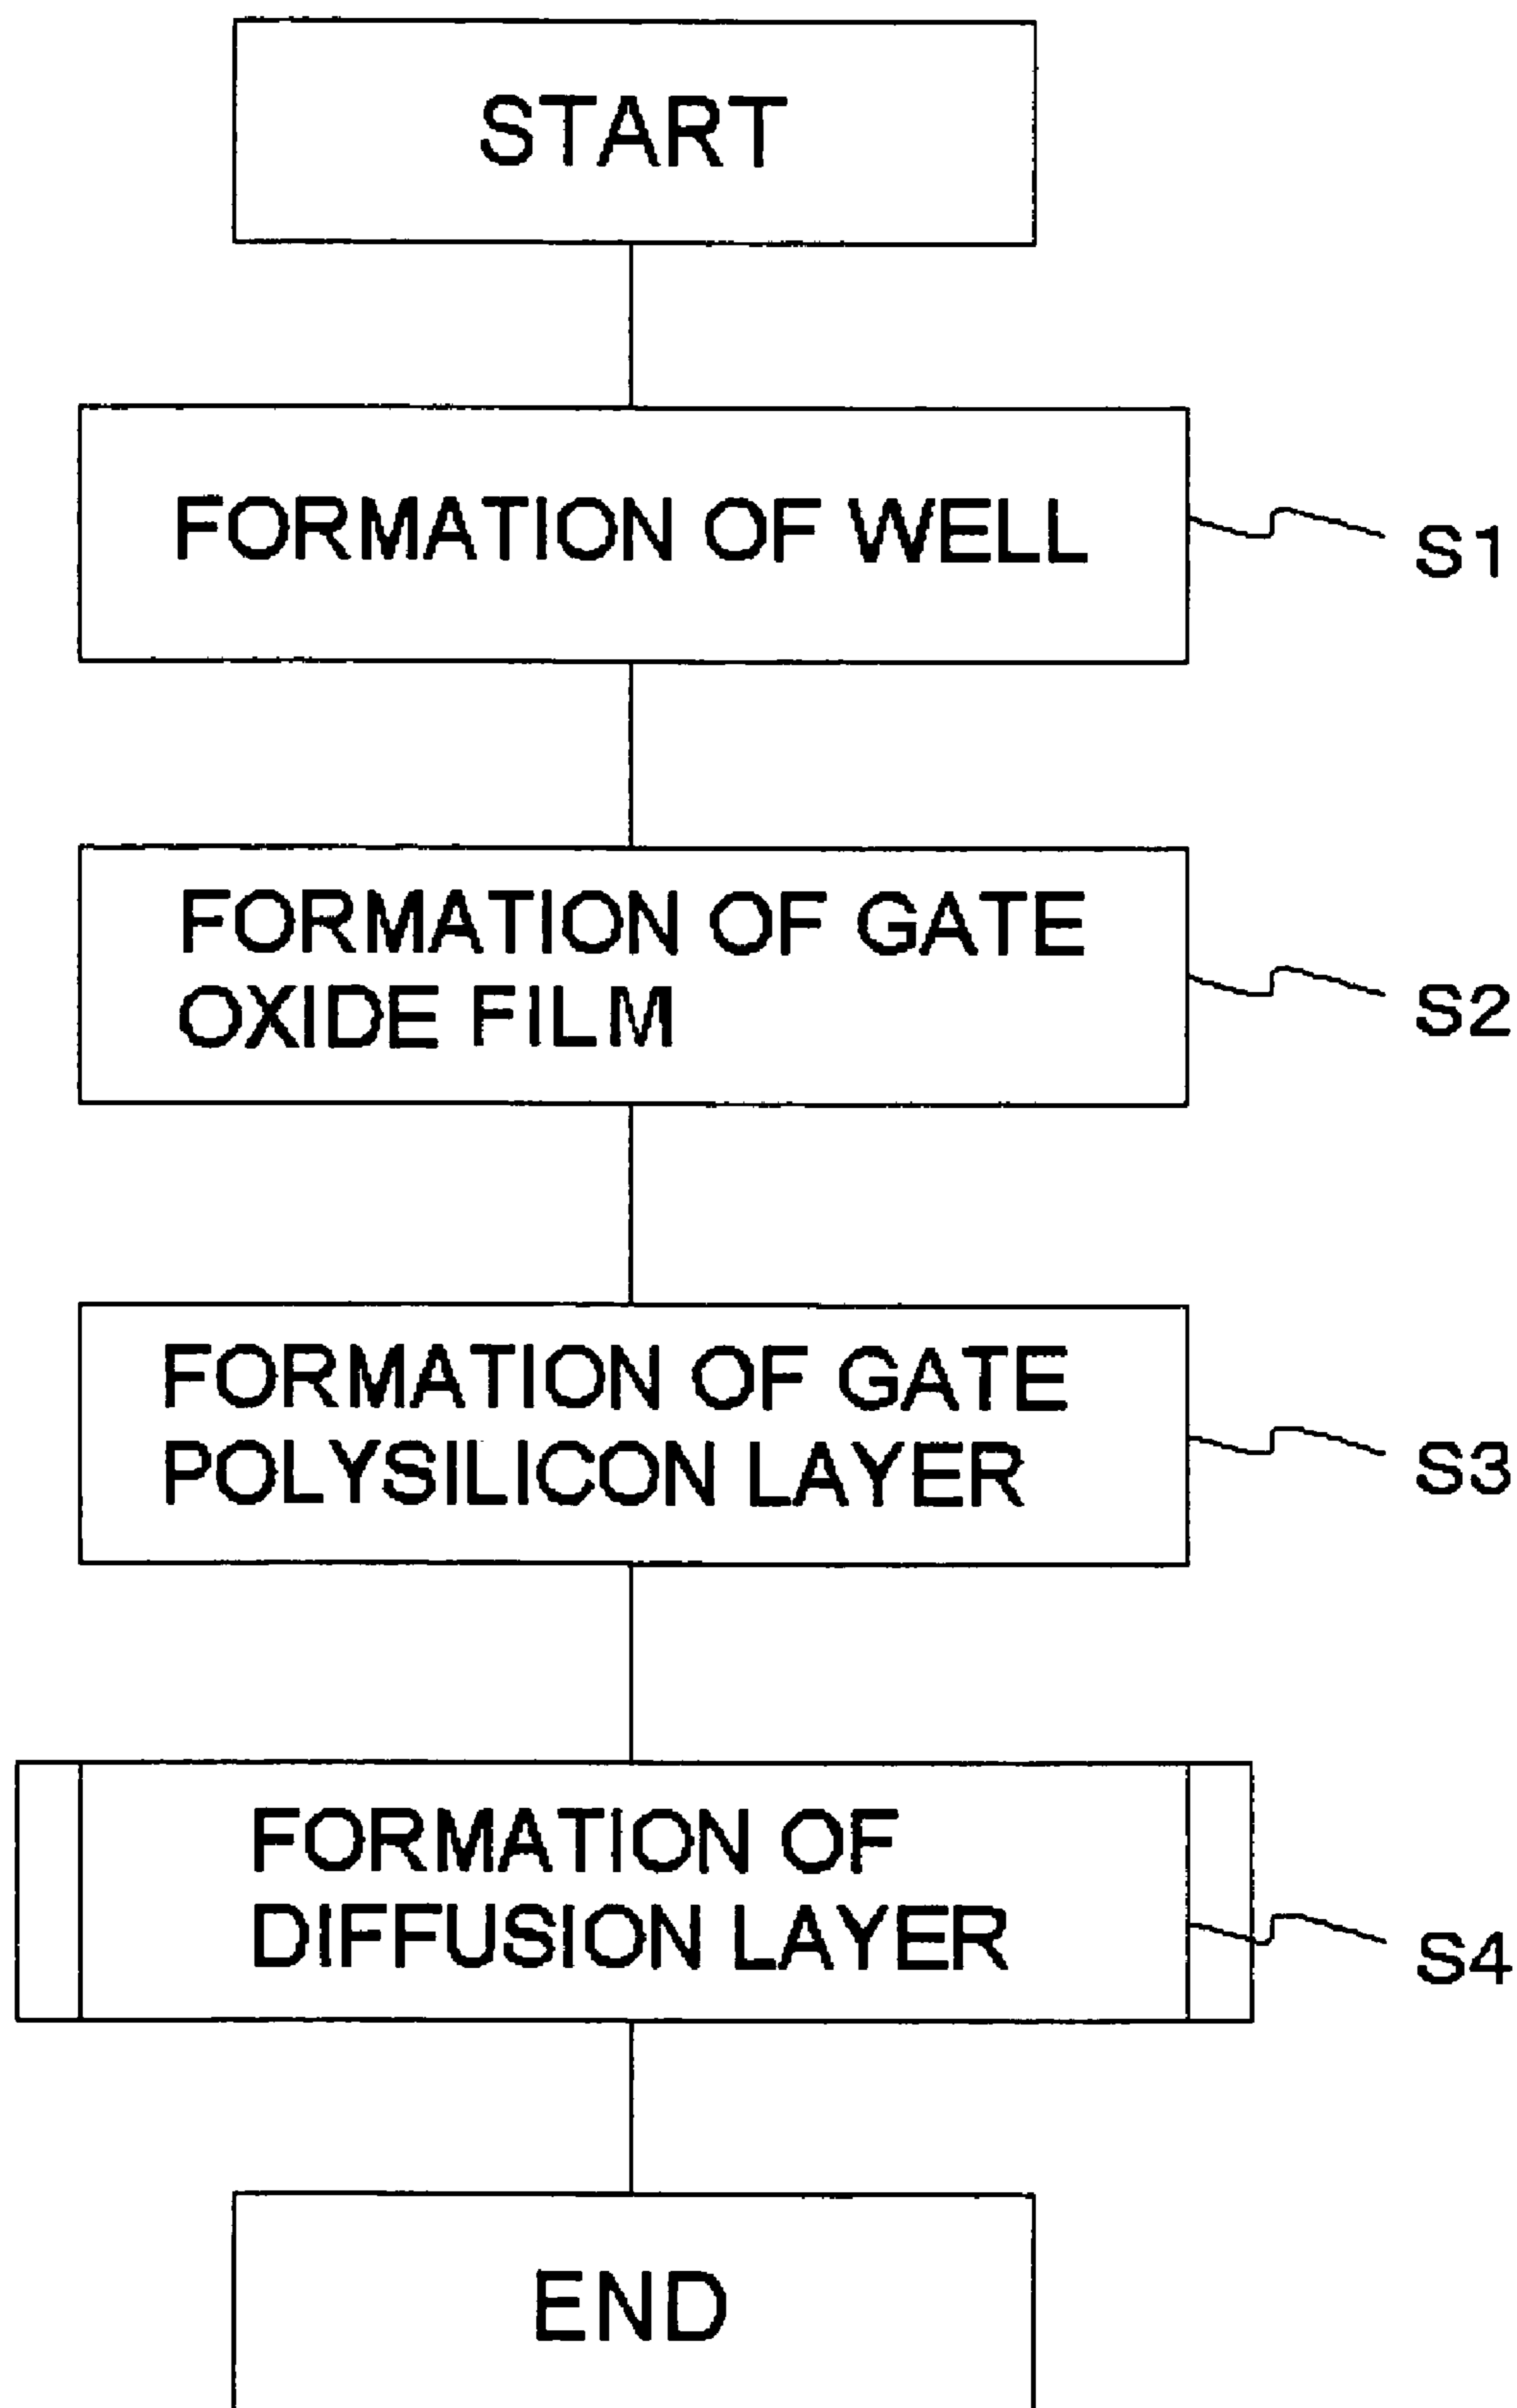 START
FORMATION OF WELL
S1
FORMATION OF GATE
OXIDE FILM
S2
FORMATION OF GATE
POLYSILICON LAYER
S3
FORMATION OF
DIFFUSION LAYER
S4
END